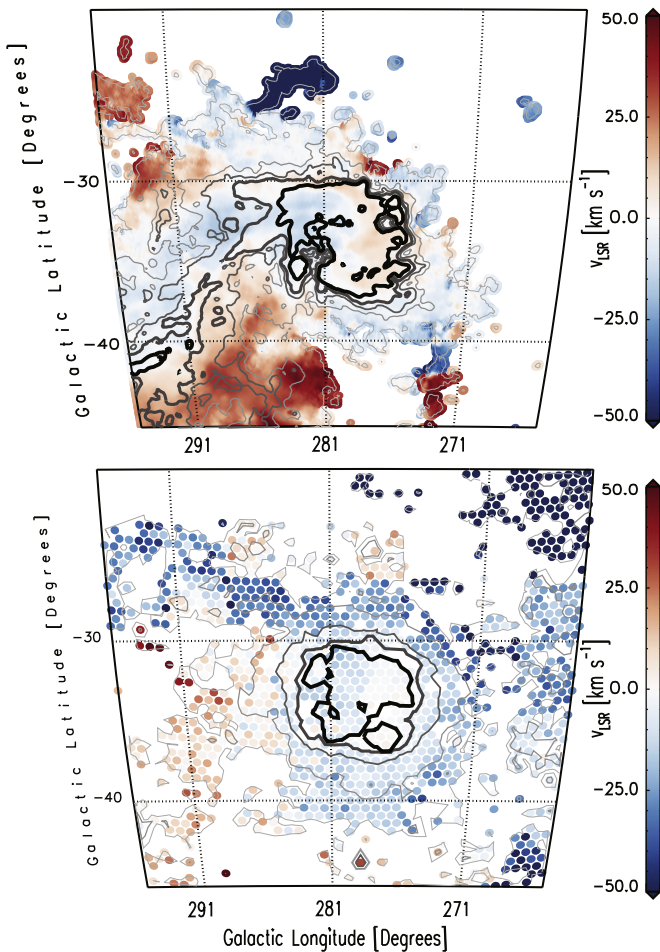 50.0
25.0
0.0
−25.0
−50.0
v_LSR [km s⁻¹]
Galactic Latitude [Degrees]
−30
−40
291 281 271
50.0
25.0
0.0
−25.0
−50.0
v_LSR [km s⁻¹]
Galactic Latitude [Degrees]
−30
−40
291 281 271
Galactic Longitude [Degrees]